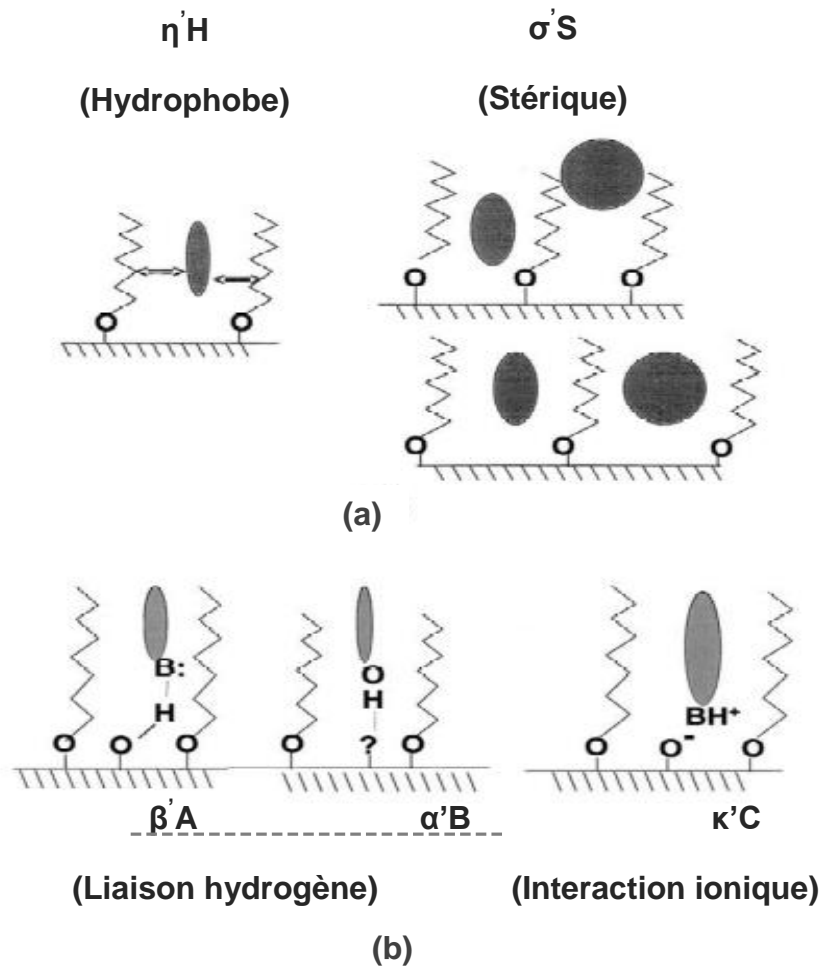 η'H σ'S
(Hydrophobe) (Stérique)
O O O
O O
O O O
(a)
B: O
H H BH⁺
O O O O ? O O O⁻ O
β'A α'B κ'C
(Liaison hydrogène) (Interaction ionique)
(b)